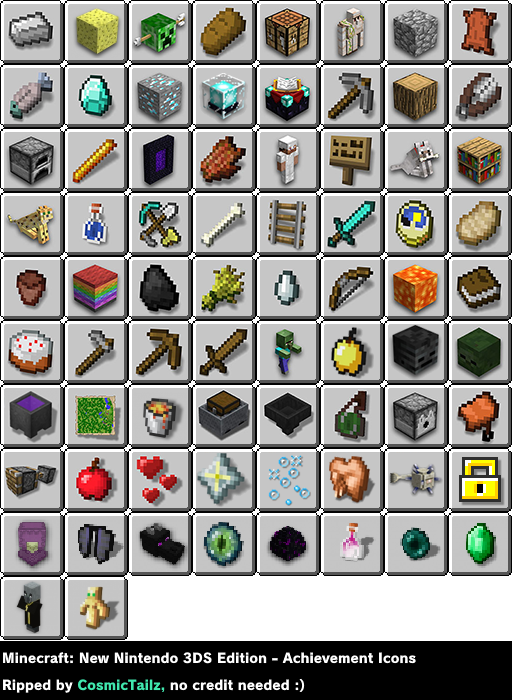 Minecraft: New Nintendo 3DS Edition - Achievement Icons
Ripped by CosmicTailz, no credit needed :)